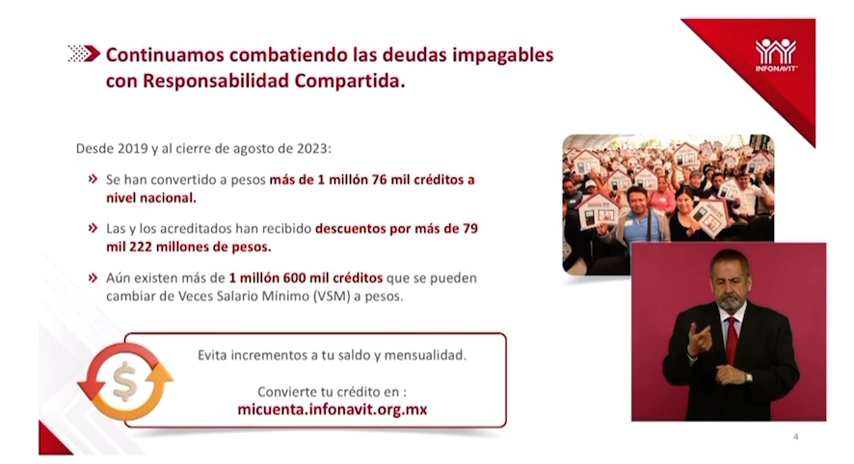 Continuamos combatiendo las deudas impagables
con Responsabilidad Compartida.
INFONAVIT
Desde 2019 y al cierre de agosto de 2023:
Se han convertido a pesos más de 1 millón 76 mil créditos a
nivel nacional.
Las y los acreditados han recibido descuentos por más de 79
mil 222 millones de pesos.
Aún existen más de 1 millón 600 mil créditos que se pueden
cambiar de Veces Salario Mínimo (VSM) a pesos.
$
Evita incrementos a tu saldo y mensualidad.
Convierte tu crédito en :
micuenta.infonavit.org.mx
4